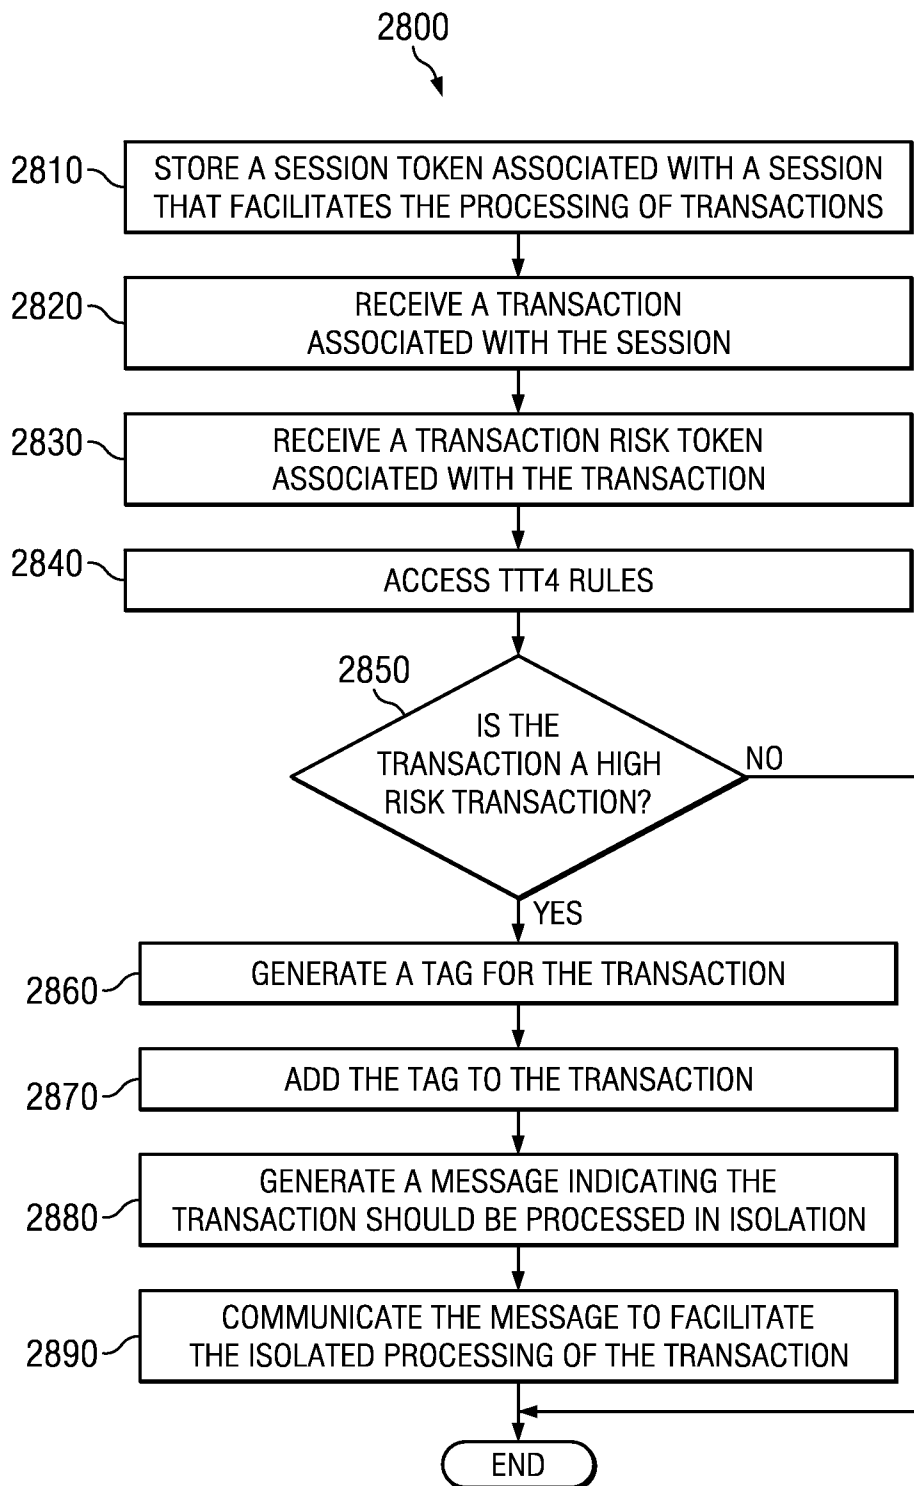 2800
2810
STORE A SESSION TOKEN ASSOCIATED WITH A SESSION
THAT FACILITATES THE PROCESSING OF TRANSACTIONS
2820
RECEIVE A TRANSACTION
ASSOCIATED WITH THE SESSION
2830
RECEIVE A TRANSACTION RISK TOKEN
ASSOCIATED WITH THE TRANSACTION
2840
ACCESS TTT4 RULES
2850
IS THE
TRANSACTION A HIGH
RISK TRANSACTION?
NO
YES
2860
GENERATE A TAG FOR THE TRANSACTION
2870
ADD THE TAG TO THE TRANSACTION
2880
GENERATE A MESSAGE INDICATING THE
TRANSACTION SHOULD BE PROCESSED IN ISOLATION
2890
COMMUNICATE THE MESSAGE TO FACILITATE
THE ISOLATED PROCESSING OF THE TRANSACTION
END